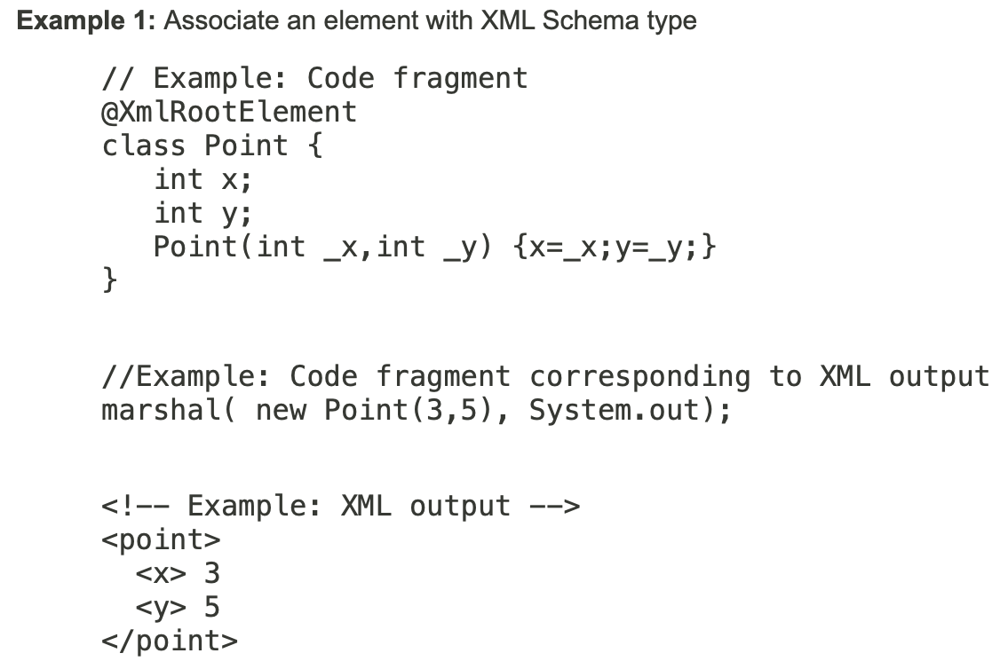 Example 1: Associate an element with XML Schema type
// Example: Code fragment
@XmlRootElement
class Point {
   int x;
   int y;
   Point(int _x,int _y) {x=_x;y=_y;}
}
//Example: Code fragment corresponding to XML output
marshal( new Point(3,5), System.out);
<!-- Example: XML output -->
<point>
  <x> 3
  <y> 5
</point>